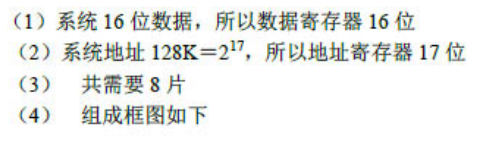 （1）系统 16 位数据，所以数据寄存器 16 位
（2）系统地址 128K＝2¹⁷，所以地址寄存器 17 位
（3） 共需要 8 片
（4） 组成框图如下